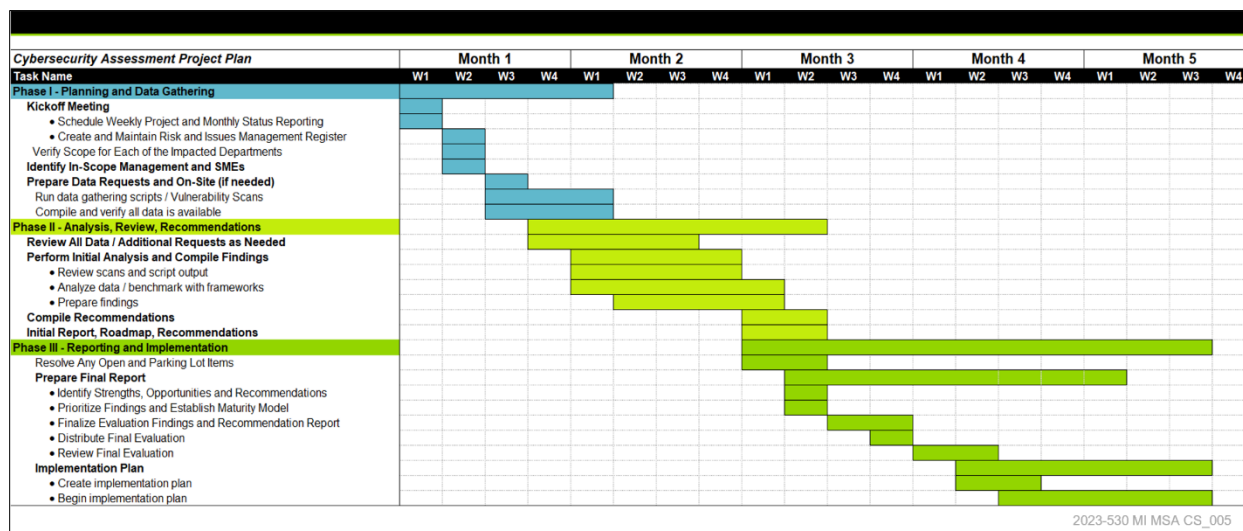 Cybersecurity Assessment Project Plan Month 1 Month 2 Month 3 Month 4 Month 5
Task Name W1 W2 W3 W4 W1 W2 W3 W4 W1 W2 W3 W4 W1 W2 W3 W4 W1 W2 W3 W4
Phase I - Planning and Data Gathering
Kickoff Meeting
• Schedule Weekly Project and Monthly Status Reporting
• Create and Maintain Risk and Issues Management Register
Verify Scope for Each of the Impacted Departments
Identify In-Scope Management and SMEs
Prepare Data Requests and On-Site (if needed)
Run data gathering scripts / Vulnerability Scans
Compile and verify all data is available
Phase II - Analysis, Review, Recommendations
Review All Data / Additional Requests as Needed
Perform Initial Analysis and Compile Findings
• Review scans and script output
• Analyze data / benchmark with frameworks
• Prepare findings
Compile Recommendations
Initial Report, Roadmap, Recommendations
Phase III - Reporting and Implementation
Resolve Any Open and Parking Lot Items
Prepare Final Report
• Identify Strengths, Opportunities and Recommendations
• Prioritize Findings and Establish Maturity Model
• Finalize Evaluation Findings and Recommendation Report
• Distribute Final Evaluation
• Review Final Evaluation
Implementation Plan
• Create implementation plan
• Begin implementation plan
2023-530 MI MSA CS_005